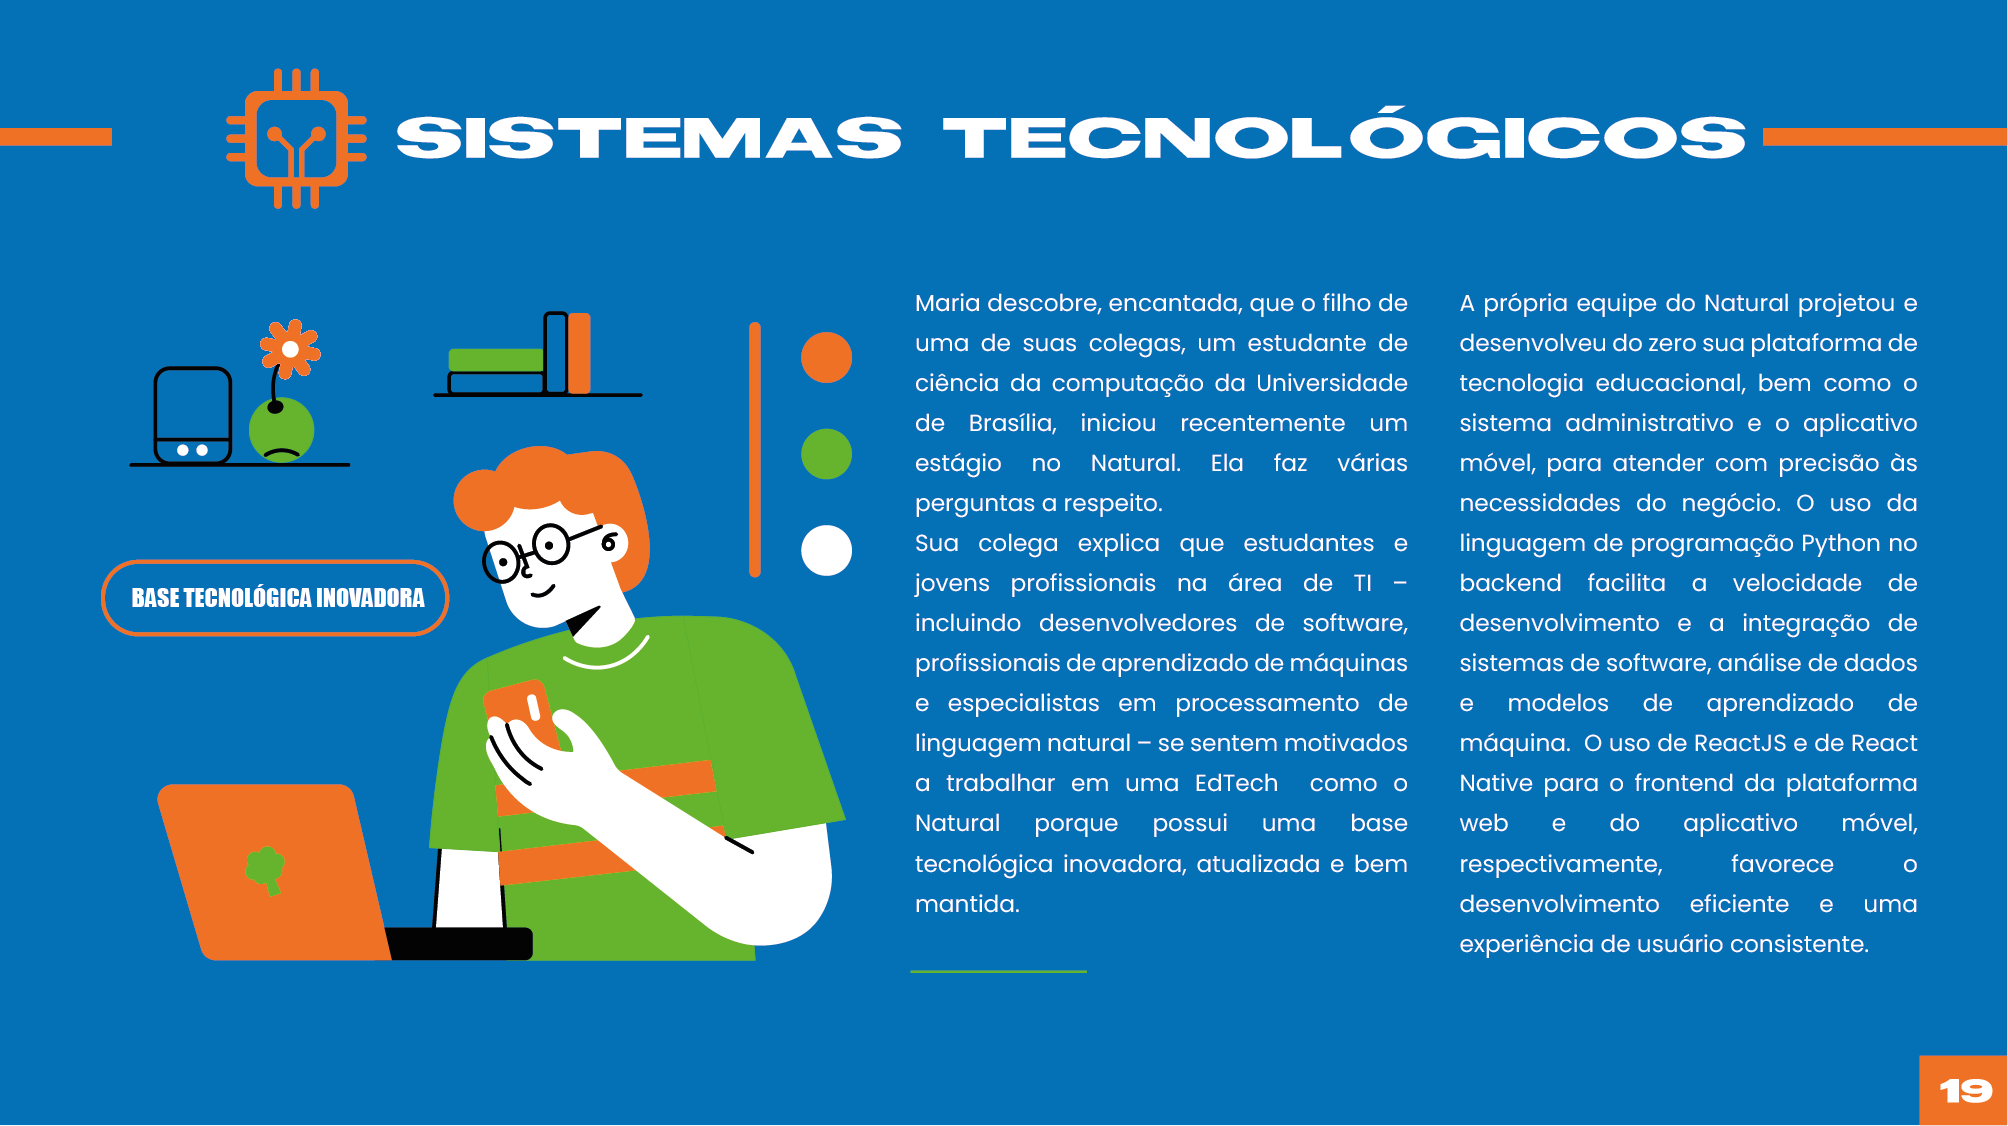 SISTEMAS TECNOLÓGICOS
BASE TECNOLÓGICA INOVADORA
Maria descobre, encantada, que o filho de
uma de suas colegas, um estudante de
ciência da computação da Universidade
de Brasília, iniciou recentemente um
estágio no Natural. Ela faz várias
perguntas a respeito.
Sua colega explica que estudantes e
jovens profissionais na área de TI –
incluindo desenvolvedores de software,
profissionais de aprendizado de máquinas
e especialistas em processamento de
linguagem natural – se sentem motivados
a trabalhar em uma EdTech como o
Natural porque possui uma base
tecnológica inovadora, atualizada e bem
mantida.
A própria equipe do Natural projetou e
desenvolveu do zero sua plataforma de
tecnologia educacional, bem como o
sistema administrativo e o aplicativo
móvel, para atender com precisão às
necessidades do negócio. O uso da
linguagem de programação Python no
backend facilita a velocidade de
desenvolvimento e a integração de
sistemas de software, análise de dados
e modelos de aprendizado de
máquina. O uso de ReactJS e de React
Native para o frontend da plataforma
web e do aplicativo móvel,
respectivamente, favorece o
desenvolvimento eficiente e uma
experiência de usuário consistente.
19